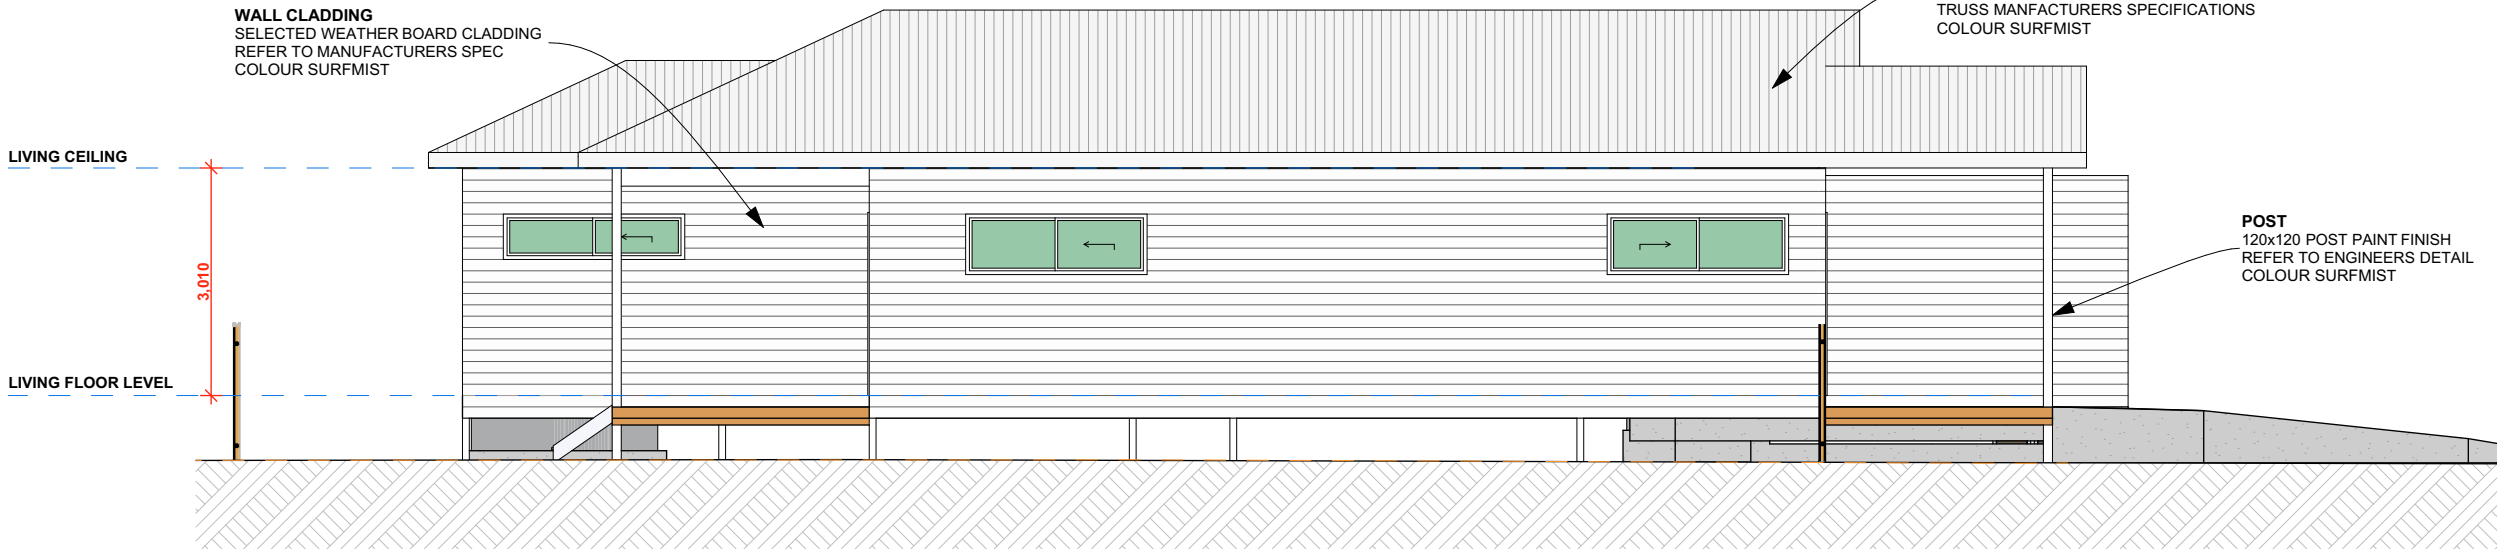 WALL CLADDING
SELECTED WEATHER BOARD CLADDING
REFER TO MANUFACTURERS SPEC
COLOUR SURFMIST
TRUSS MANFACTURERS SPECIFICATIONS
COLOUR SURFMIST
LIVING CEILING
3,010
LIVING FLOOR LEVEL
POST
120x120 POST PAINT FINISH
REFER TO ENGINEERS DETAIL
COLOUR SURFMIST